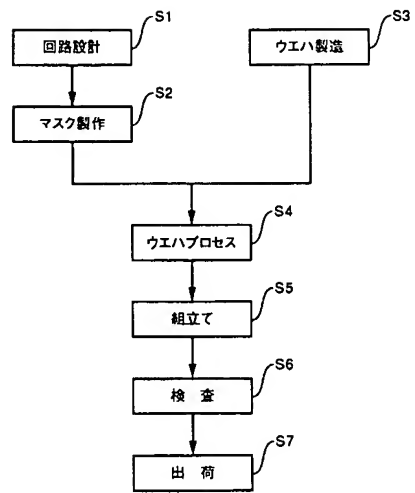 S1
回路設計
S2
マスク製作
S3
ウエハ製造
S4
ウエハプロセス
S5
組立て
S6
検 査
S7
出 荷